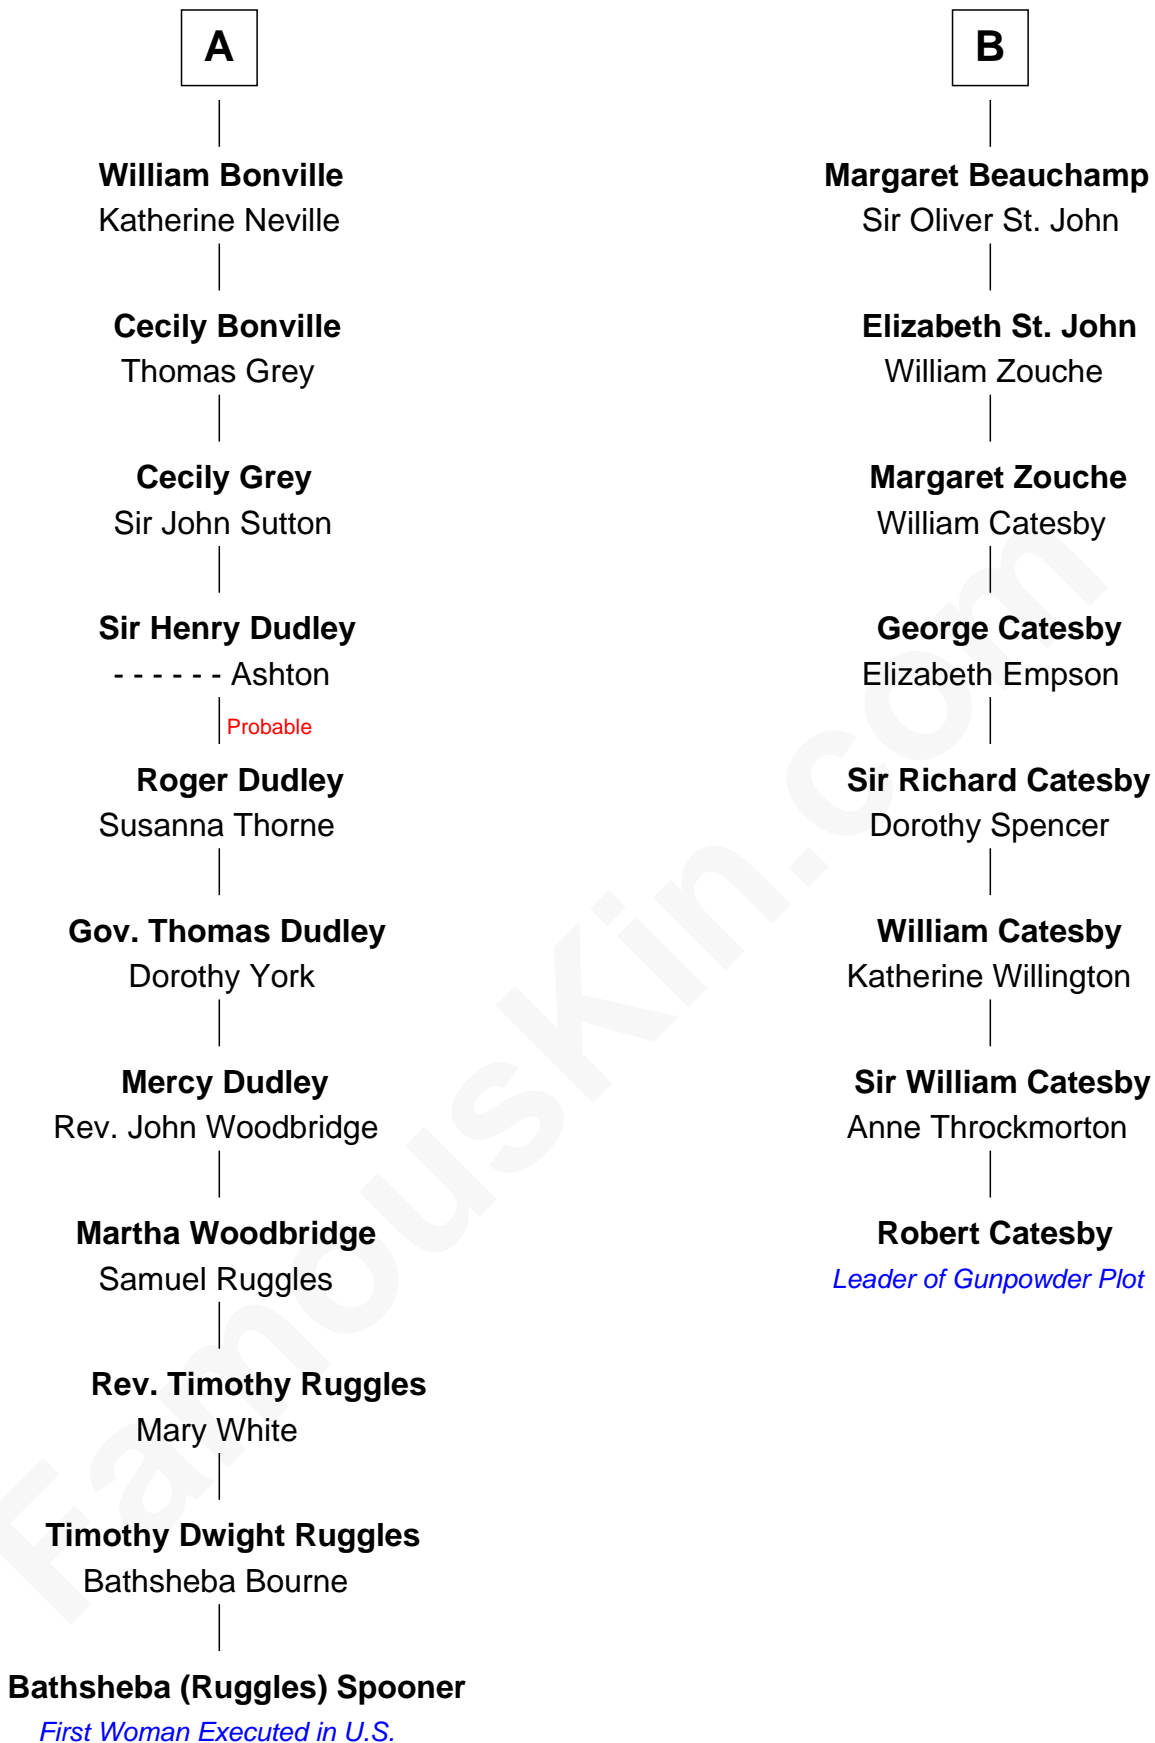 A
William Bonville
Katherine Neville
Cecily Bonville
Thomas Grey
Cecily Grey
Sir John Sutton
Sir Henry Dudley
- - - - - - Ashton
Probable
Roger Dudley
Susanna Thorne
Gov. Thomas Dudley
Dorothy York
Mercy Dudley
Rev. John Woodbridge
Martha Woodbridge
Samuel Ruggles
Rev. Timothy Ruggles
Mary White
Timothy Dwight Ruggles
Bathsheba Bourne
Bathsheba (Ruggles) Spooner
First Woman Executed in U.S.
B
Margaret Beauchamp
Sir Oliver St. John
Elizabeth St. John
William Zouche
Margaret Zouche
William Catesby
George Catesby
Elizabeth Empson
Sir Richard Catesby
Dorothy Spencer
William Catesby
Katherine Willington
Sir William Catesby
Anne Throckmorton
Robert Catesby
Leader of Gunpowder Plot
FamousKin.com